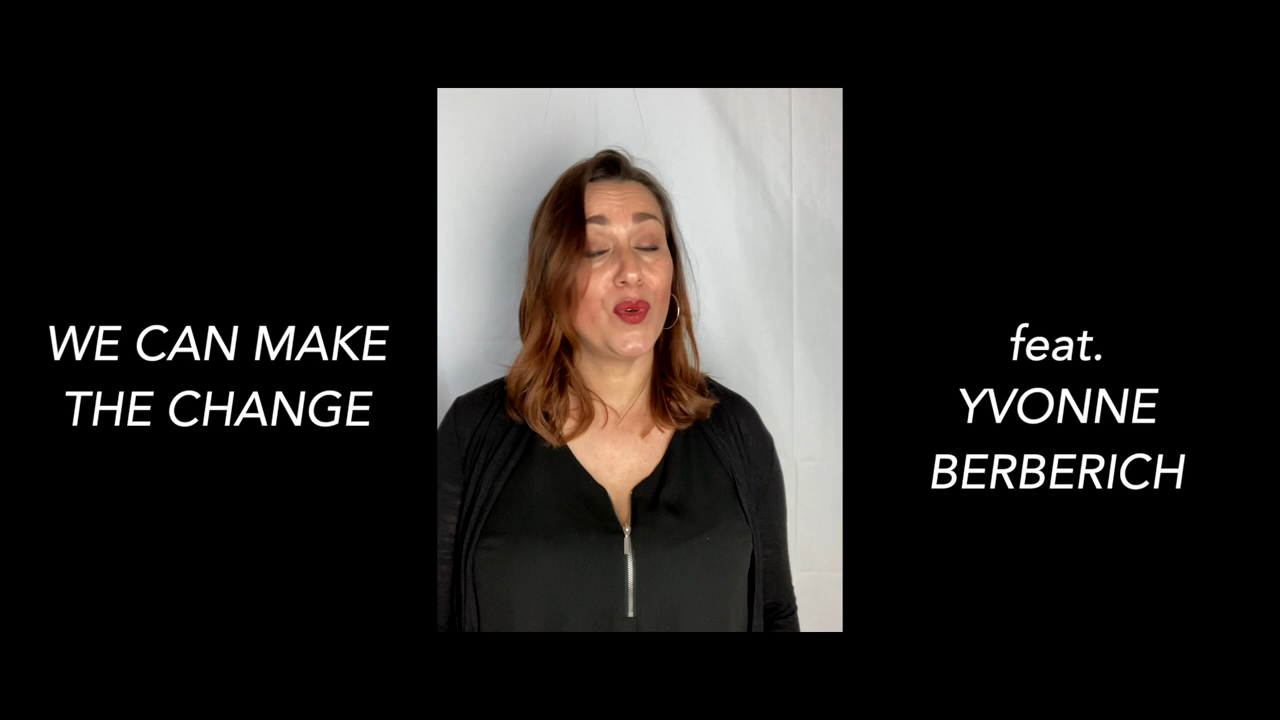 WE CAN MAKE
THE CHANGE
feat.
YVONNE
BERBERICH